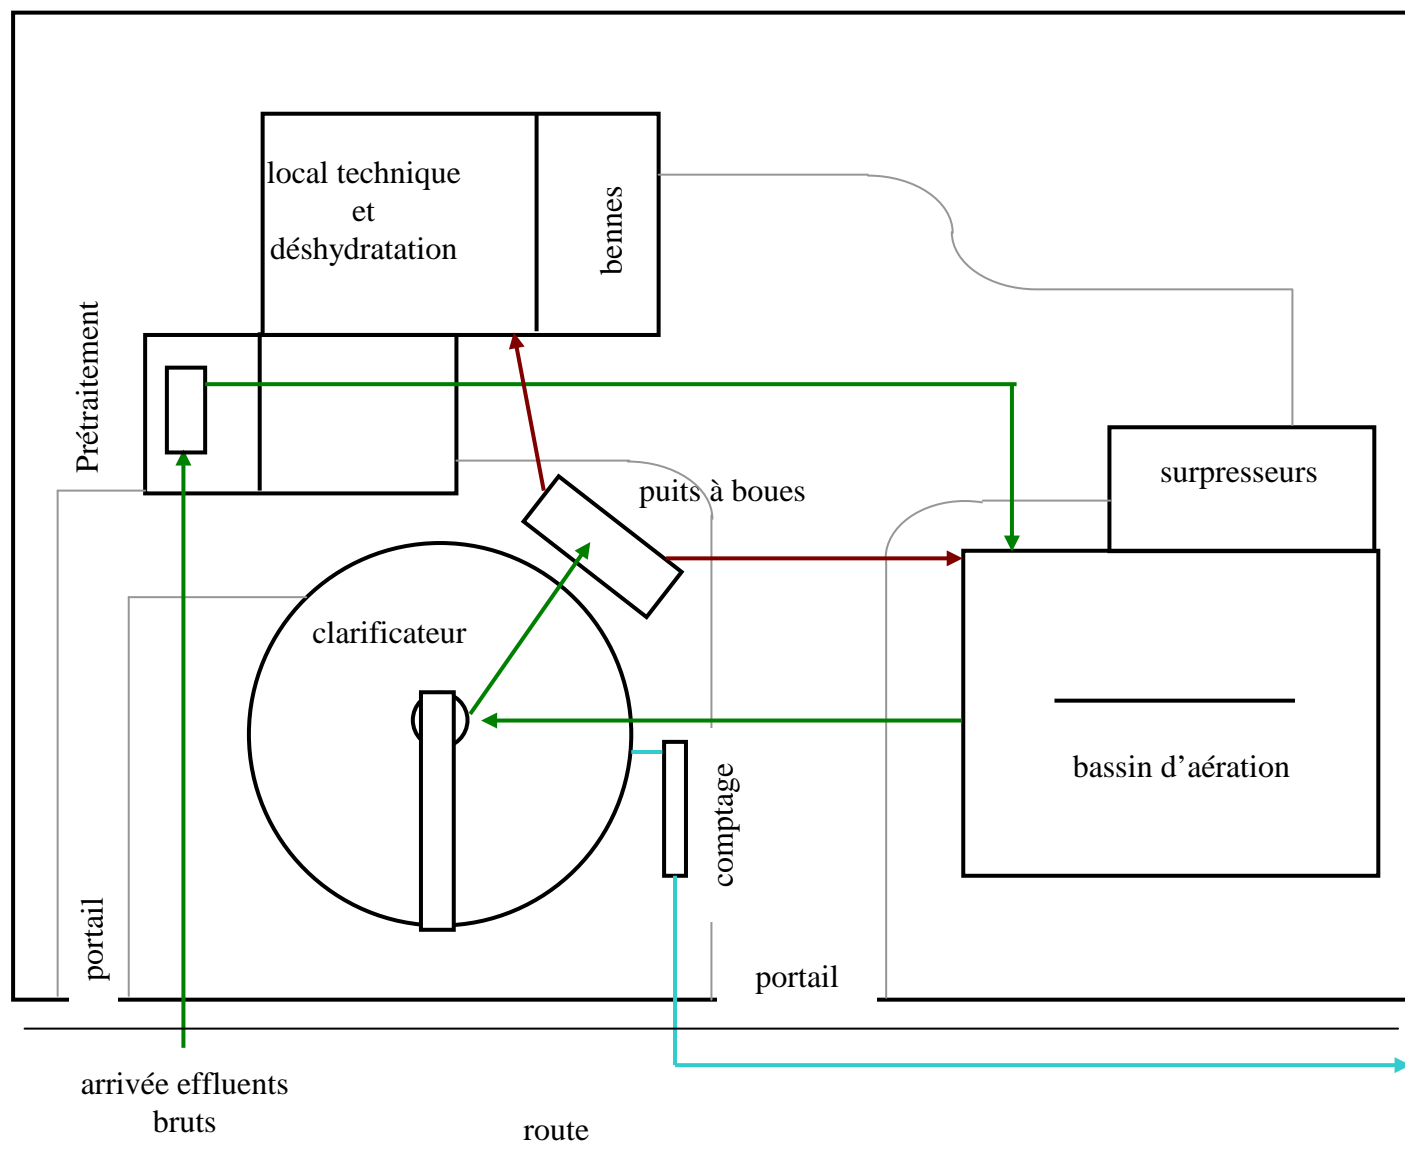 local technique
et
déshydratation
bennes
Prétraitement
surpresseurs
puits à boues
clarificateur
bassin d’aération
comptage
portail
portail
arrivée effluents
bruts
route